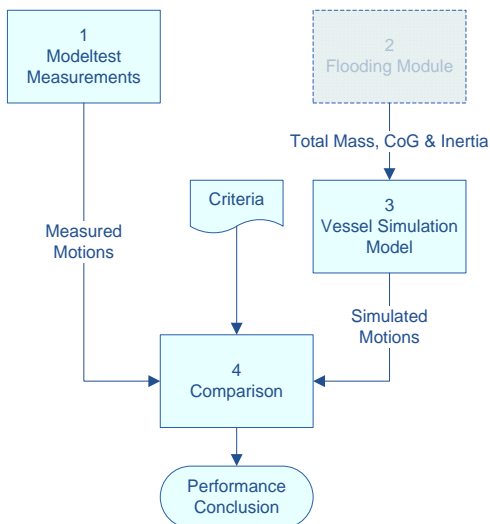 1
Modeltest
Measurements
2
Flooding Module
Total Mass, CoG & Inertia
Criteria
3
Vessel Simulation
Model
Measured
Motions
Simulated
Motions
4
Comparison
Performance
Conclusion